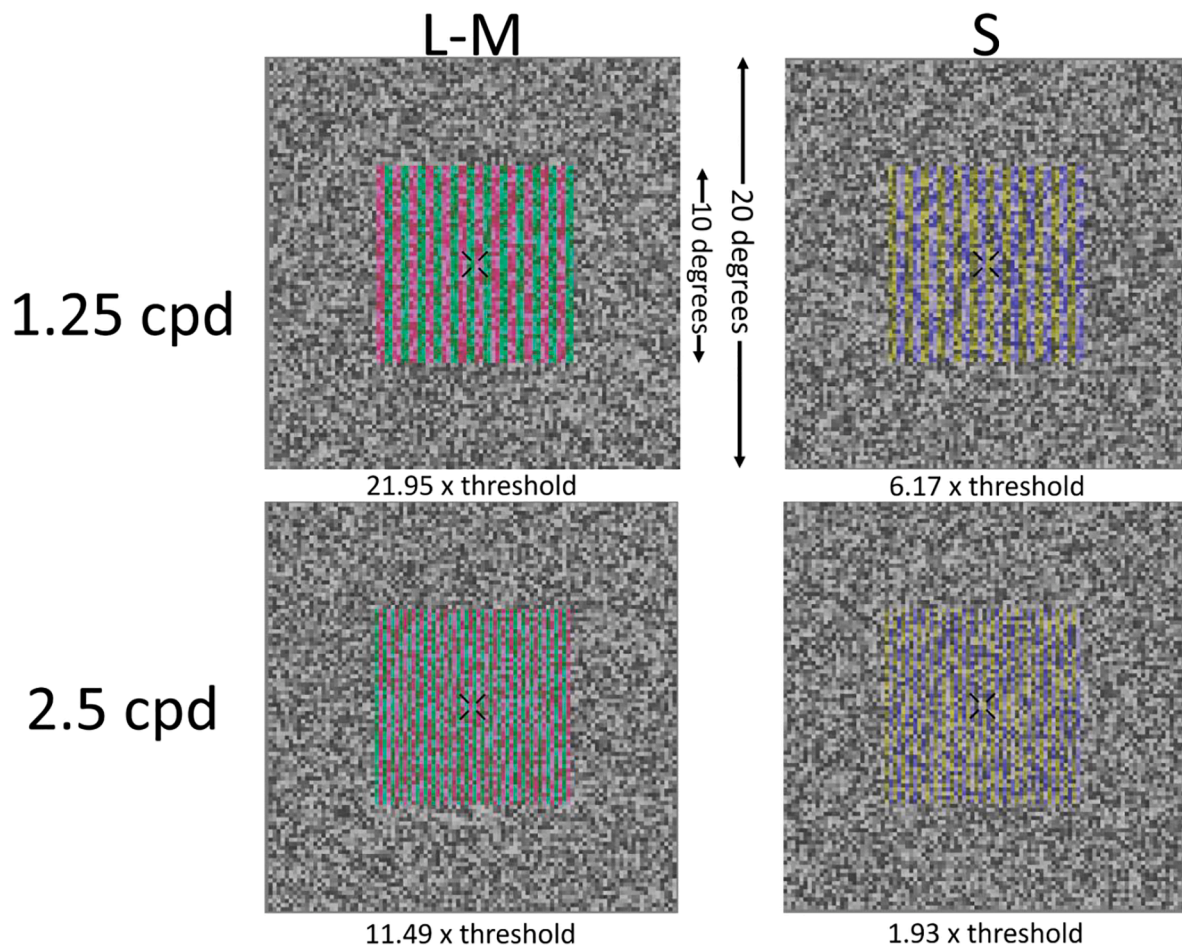 L-M
S
1.25 cpd
10 degrees
20 degrees
21.95 x threshold
6.17 x threshold
2.5 cpd
11.49 x threshold
1.93 x threshold